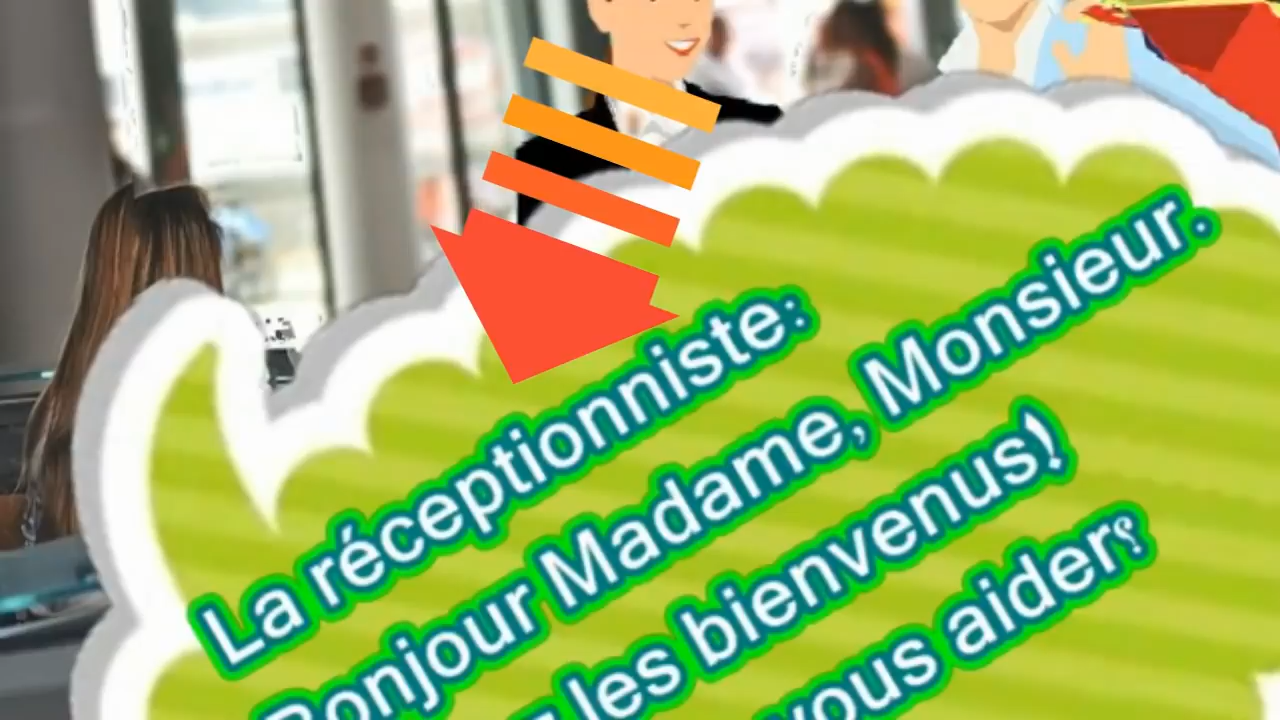 La réceptionniste:
Bonjour Madame, Monsieur.
les bienvenus!
vous aider?